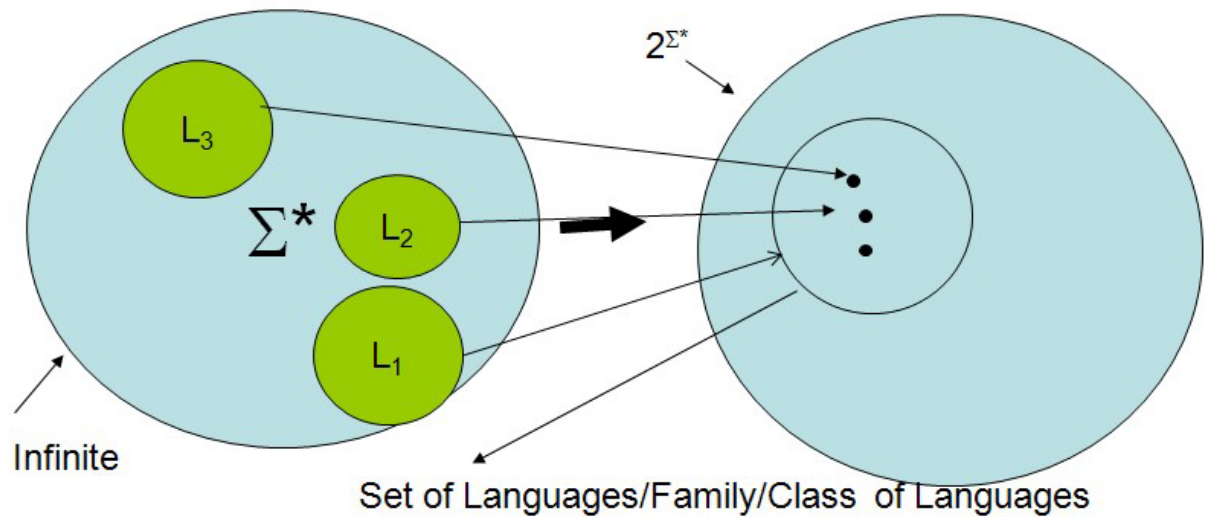 2^Σ*
L₃
Σ*
L₂
L₁
Infinite
Set of Languages/Family/Class of Languages